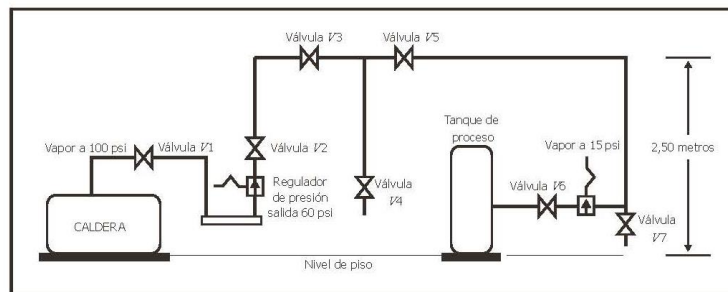 Válvula V3
Válvula V5
Tanque de
proceso
Vapor a 15 psi
2,50 metros
Vapor a 100 psi
Válvula V1
Válvula V2
Regulador
de presión
salida 60 psi
Válvula
V4
Válvula V6
Válvula
V7
CALDERA
Nivel de piso